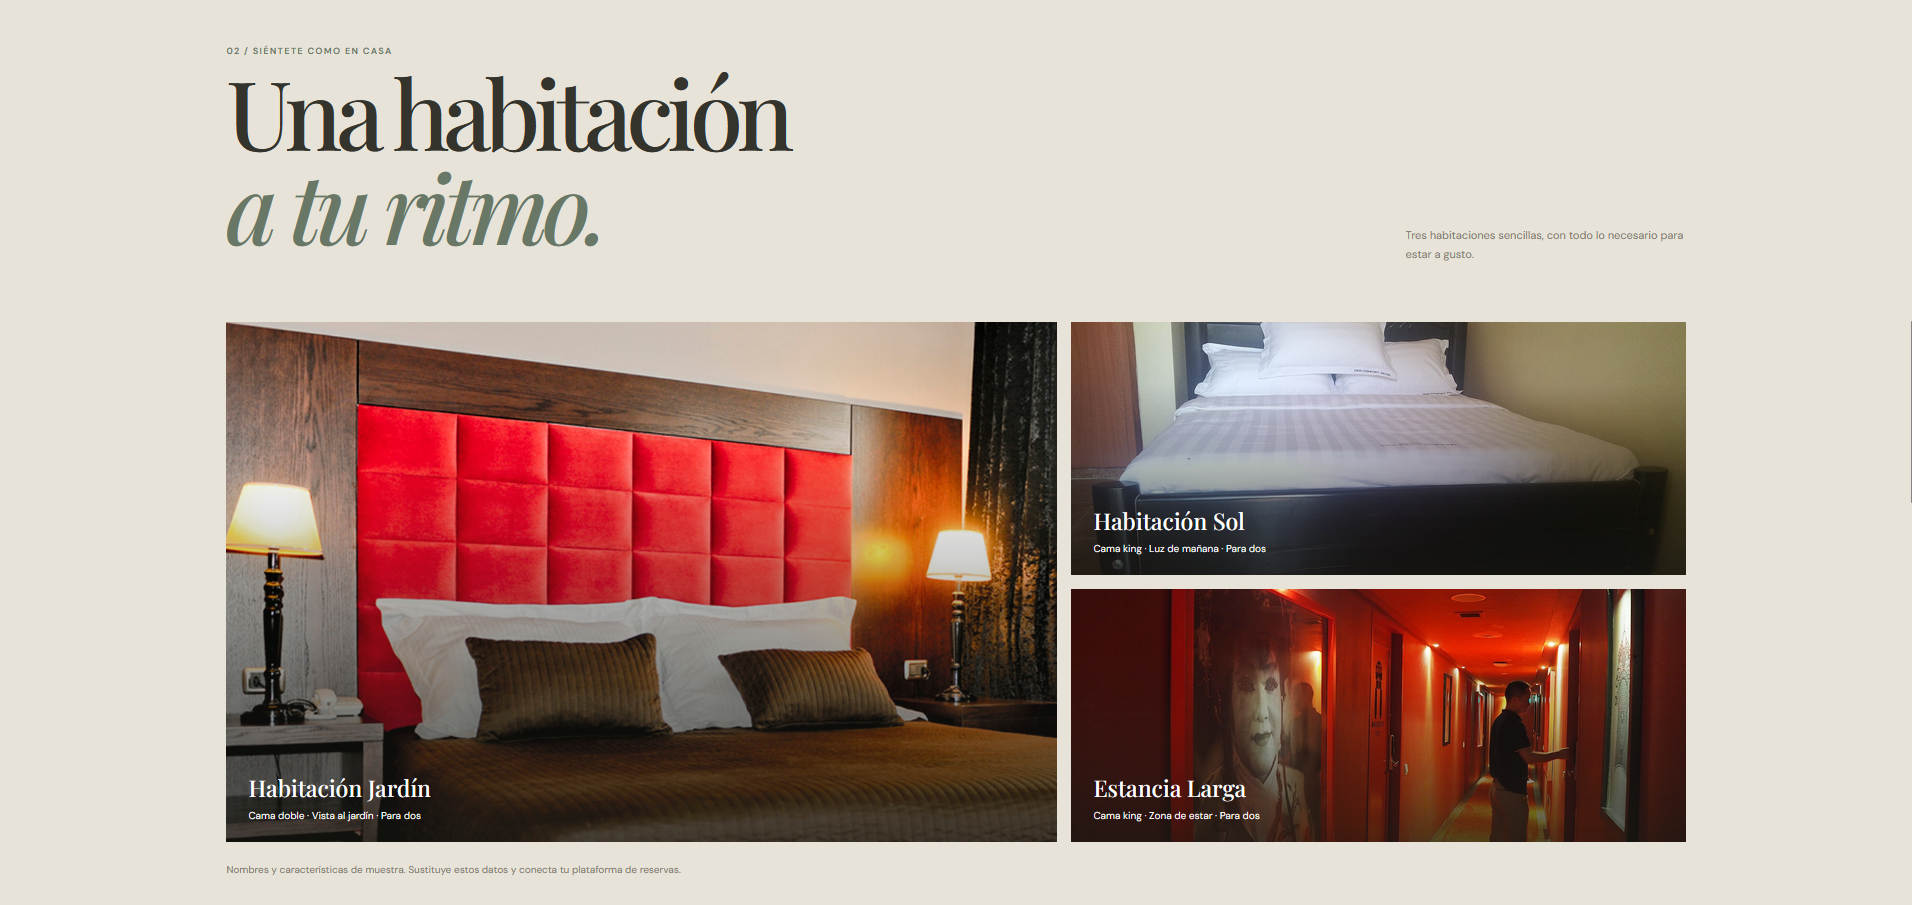 02 / SIÉNTETE COMO EN CASA
Una habitación
a tu ritmo.
Tres habitaciones sencillas, con todo lo necesario para
estar a gusto.
Habitación Jardín
Cama doble · Vista al jardín · Para dos
Habitación Sol
Cama king · Luz de mañana · Para dos
Estancia Larga
Cama king · Zona de estar · Para dos
Nombres y características de muestra. Sustituye estos datos y conecta tu plataforma de reservas.